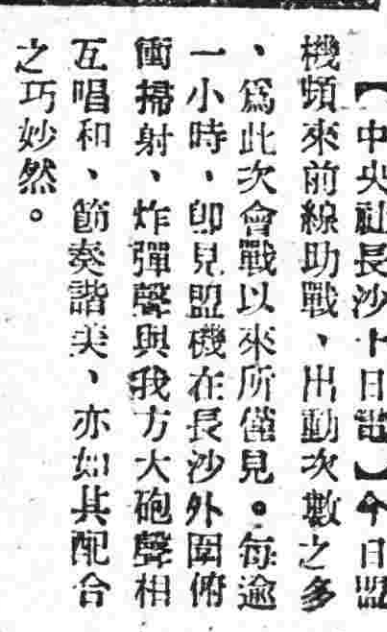 【中央社長沙十日電】今日盟
機頻來前線助戰、出動次數之多
、爲此次會戰以來所僅見。每逾
一小時、卽見盟機在長沙外圍俯
衝掃射、炸彈聲與我方大砲聲相
互唱和、節奏諧美、亦如其配合
之巧妙然。